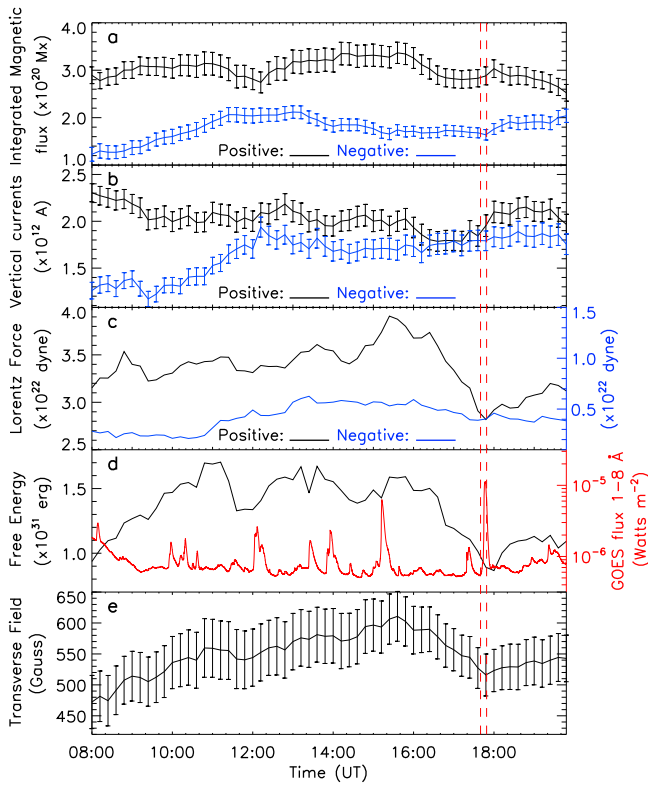 Integrated Magnetic
flux (x10²⁰ Mx)
4.0
3.0
2.0
1.0
a
Positive: Negative:
Vertical currents
(x10¹² A)
2.5
2.0
1.5
b
Positive: Negative:
Lorentz Force
(x10²² dyne)
4.0
3.5
3.0
2.5
c
Positive: Negative:
1.5
1.0
0.5
(x10²² dyne)
Free Energy
(x10³¹ erg)
1.5
1.0
d
10⁻⁵
10⁻⁶
GOES flux 1-8 Å
(Watts m⁻²)
Transverse Field
(Gauss)
650
600
550
500
450
e
08:00 10:00 12:00 14:00 16:00 18:00
Time (UT)